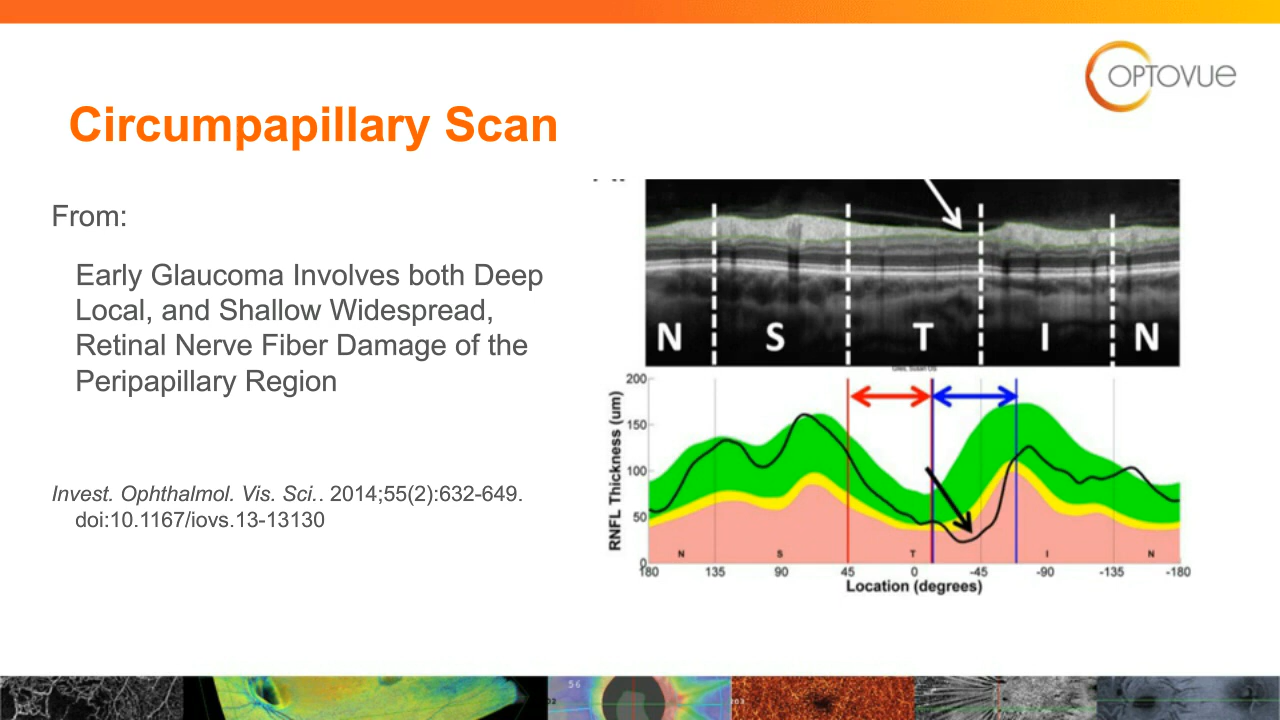 OPTOVUE
Circumpapillary Scan
From:
Early Glaucoma Involves both Deep
Local, and Shallow Widespread,
Retinal Nerve Fiber Damage of the
Peripapillary Region
Invest. Ophthalmol. Vis. Sci.. 2014;55(2):632-649.
doi:10.1167/iovs.13-13130
N S T I N
200
150
100
50
0
RNFL Thickness (um)
N S T I N
180 135 90 45 0 -45 -90 -135 -180
Location (degrees)
56